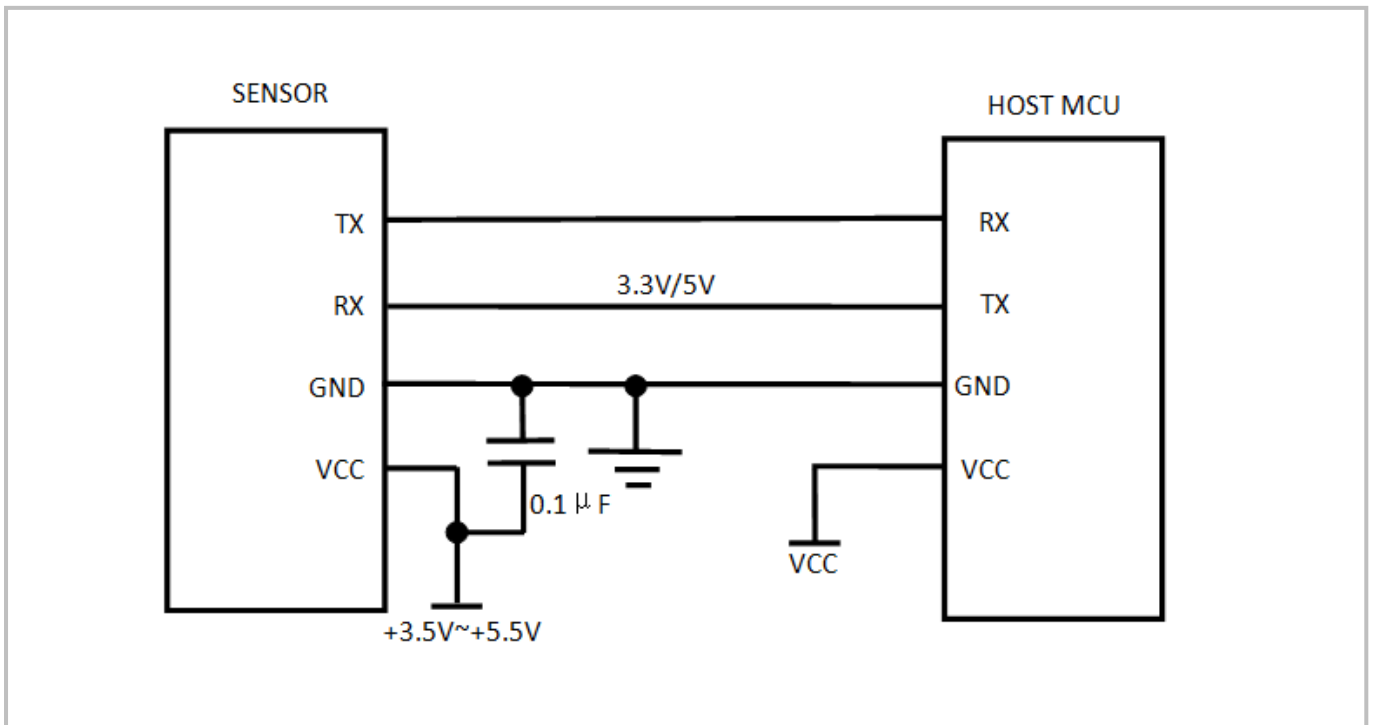 SENSOR
HOST MCU
TX
RX
3.3V/5V
RX
TX
GND
GND
VCC
VCC
0.1 μ F
VCC
+3.5V~+5.5V